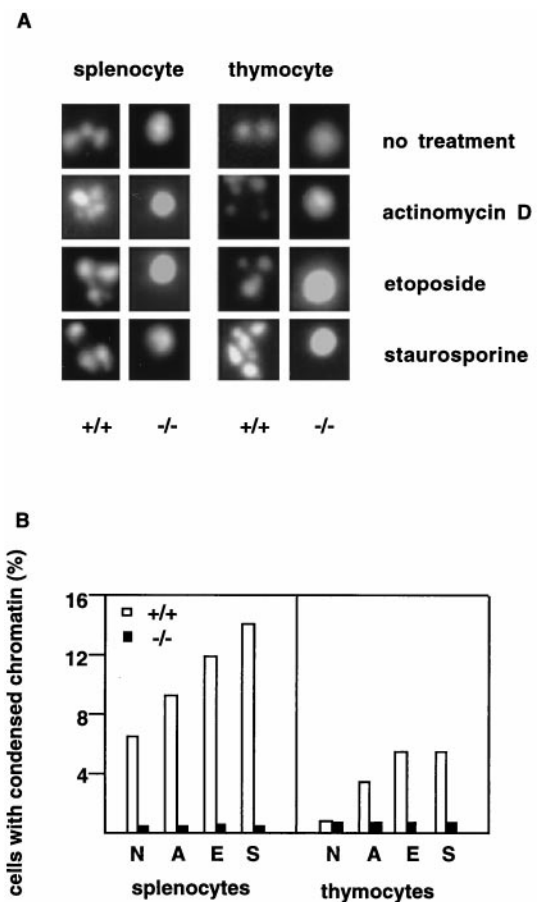 A
splenocyte thymocyte
no treatment
actinomycin D
etoposide
staurosporine
+/+ -/- +/+ -/-
B
cells with condensed chromatin (%)
16
12
8
4
+/+
-/-
N A E S N A E S
splenocytes thymocytes